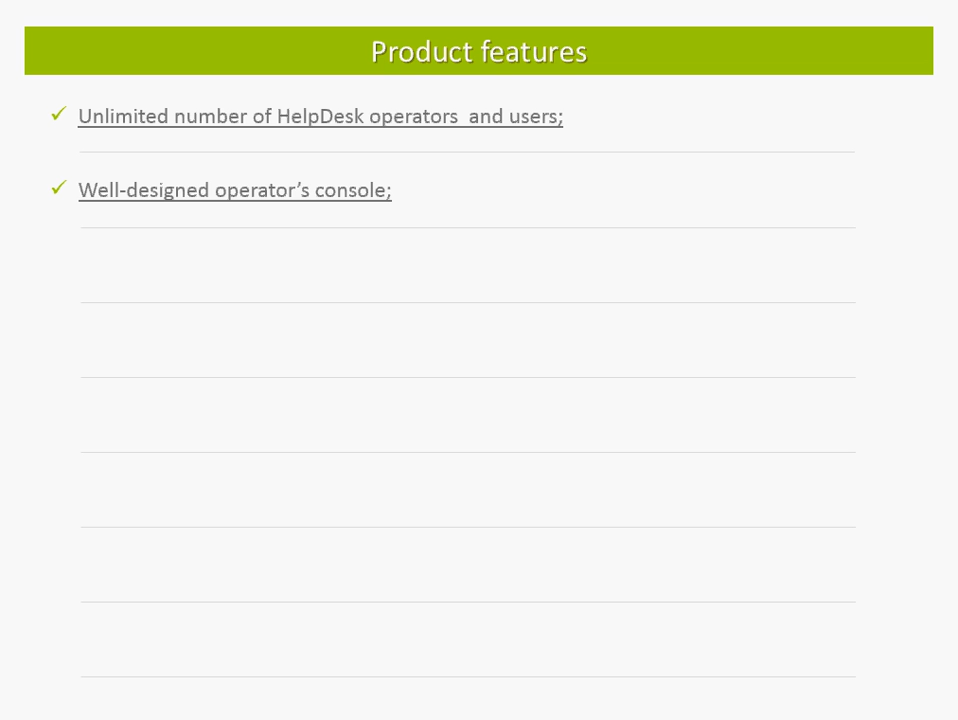 Product features
Unlimited number of HelpDesk operators  and users;
Well-designed operator’s console;